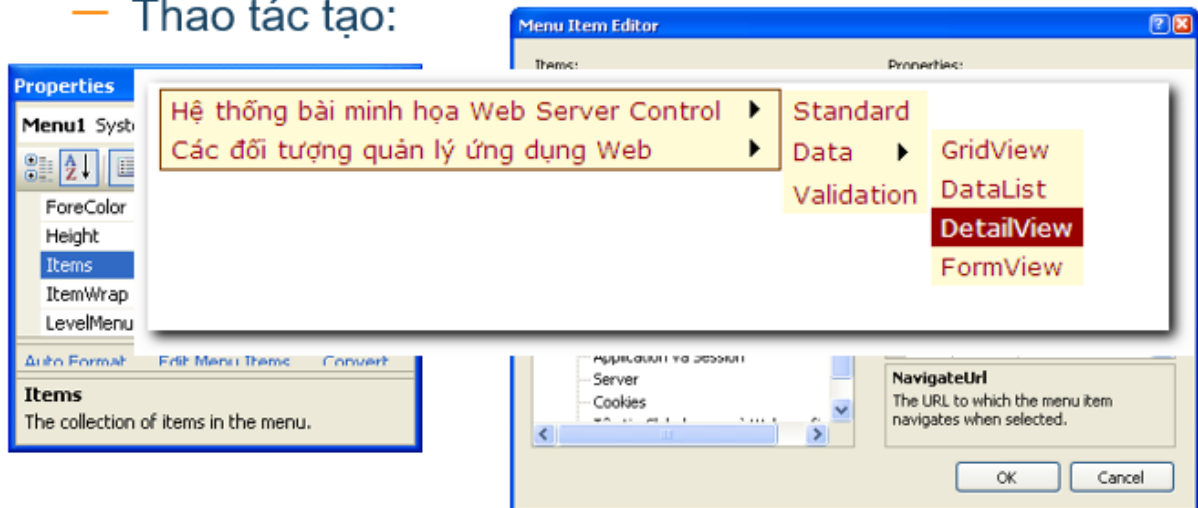 — Thao tác tạo:
Menu Item Editor
Items:
Properties:
Properties
Menu1
Hệ thống bài minh họa Web Server Control
Các đối tượng quản lý ứng dụng Web
Standard
Data
Validation
GridView
DataList
DetailView
FormView
ForeColor
Height
Items
ItemWrap
LevelMenu
Auto Format Edit Menu Items Convert
Items
The collection of items in the menu.
Application và Session
Server
Cookies
NavigateUrl
The URL to which the menu item
navigates when selected.
OK
Cancel